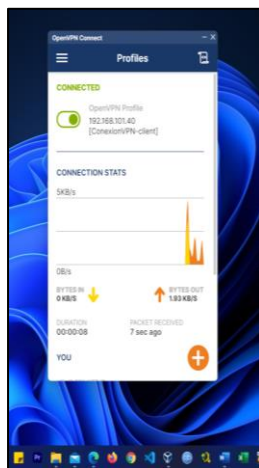 OpenVPN Connect
Profiles
CONNECTED
OpenVPN Profile
192.168.101.40
[ConexionVPN-client]
CONNECTION STATS
5KB/s
0B/s
BYTES IN
0 KB/S
BYTES OUT
1.93 KB/S
DURATION
00:00:08
PACKET RECEIVED
7 sec ago
YOU